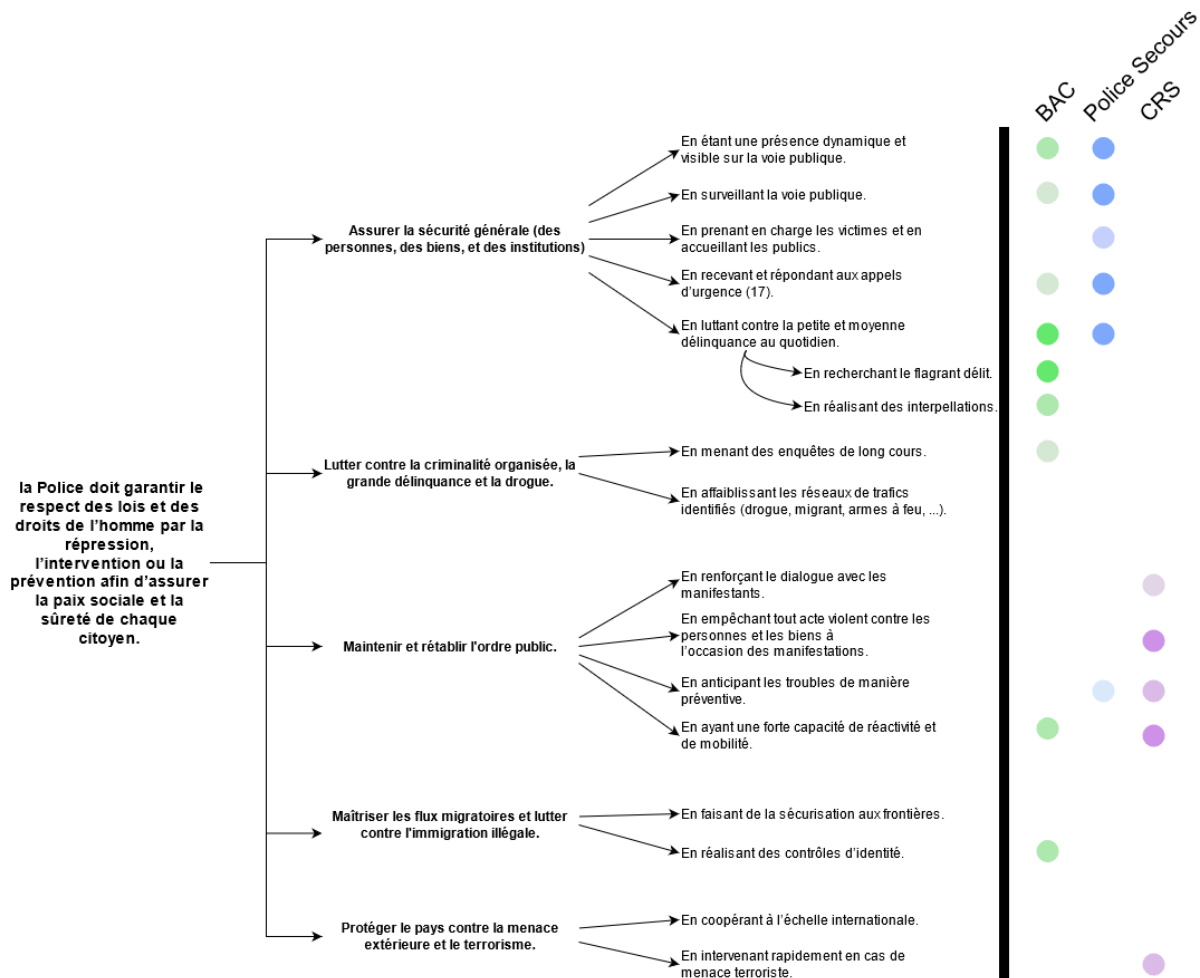 BAC
Police Secours
CRS
En étant une présence dynamique et
visible sur la voie publique.
En surveillant la voie publique.
Assurer la sécurité générale (des
personnes, des biens, et des institutions)
En prenant en charge les victimes et en
accueillant les publics.
En recevant et répondant aux appels
d'urgence (17).
En luttant contre la petite et moyenne
délinquance au quotidien.
En recherchant le flagrant délit.
En réalisant des interpellations.
Lutter contre la criminalité organisée, la
grande délinquance et la drogue.
En menant des enquêtes de long cours.
En affaiblissant les réseaux de trafics
identifiés (drogue, migrant, armes à feu, ...).
la Police doit garantir le
respect des lois et des
droits de l'homme par la
répression,
l'intervention ou la
prévention afin d'assurer
la paix sociale et la
sûreté de chaque
citoyen.
Maintenir et rétablir l'ordre public.
En renforçant le dialogue avec les
manifestants.
En empêchant tout acte violent contre les
personnes et les biens à
l'occasion des manifestations.
En anticipant les troubles de manière
préventive.
En ayant une forte capacité de réactivité et
de mobilité.
Maîtriser les flux migratoires et lutter
contre l'immigration illégale.
En faisant de la sécurisation aux frontières.
En réalisant des contrôles d'identité.
Protéger le pays contre la menace
extérieure et le terrorisme.
En coopérant à l'échelle internationale.
En intervenant rapidement en cas de
menace terroriste.